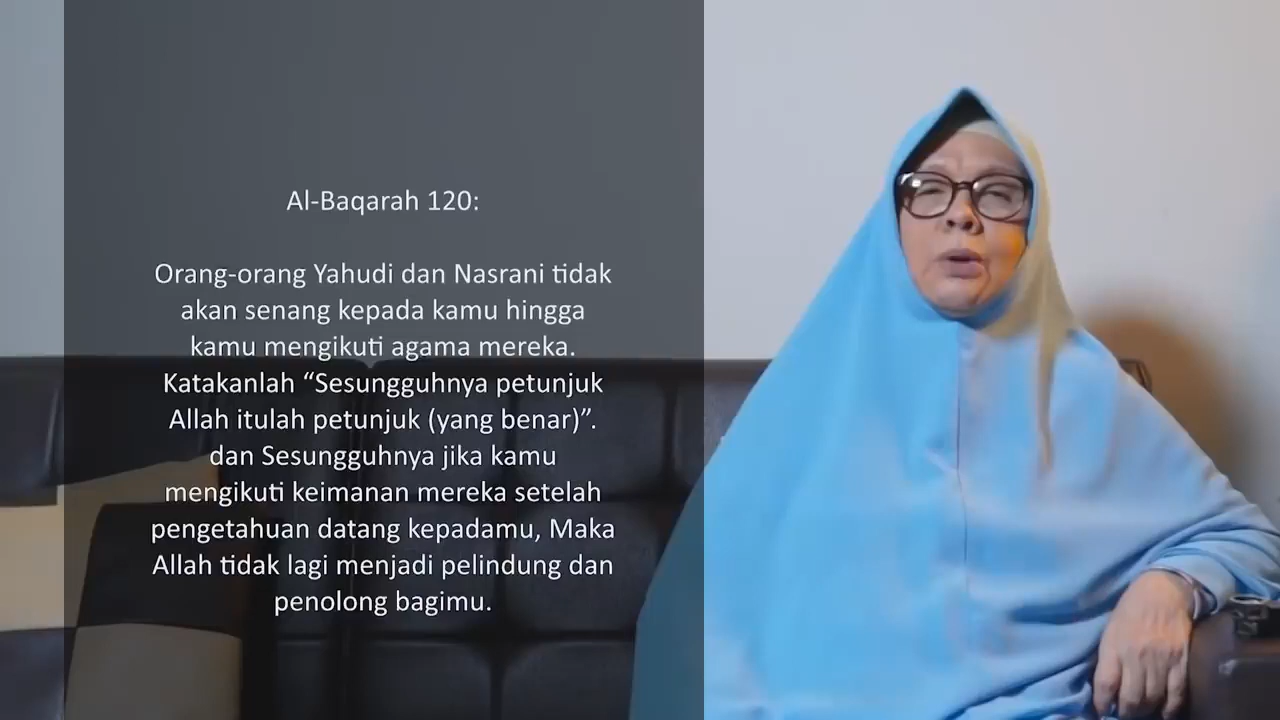 Al-Baqarah 120:
Orang-orang Yahudi dan Nasrani tidak
akan senang kepada kamu hingga
kamu mengikuti agama mereka.
Katakanlah “Sesungguhnya petunjuk
Allah itulah petunjuk (yang benar)”.
dan Sesungguhnya jika kamu
mengikuti keimanan mereka setelah
pengetahuan datang kepadamu, Maka
Allah tidak lagi menjadi pelindung dan
penolong bagimu.